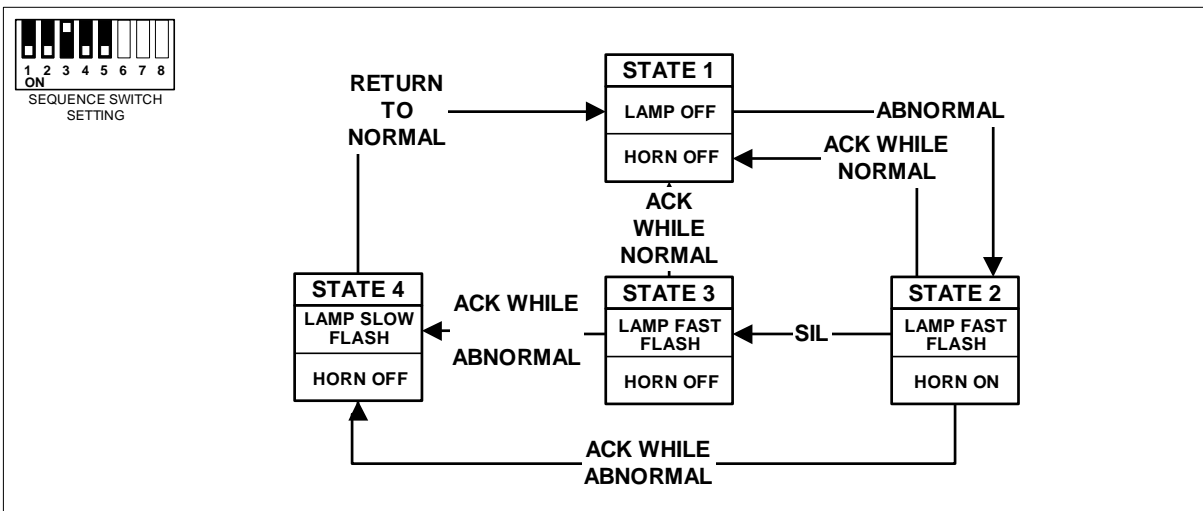 1 2 3 4 5 6 7 8
ON
SEQUENCE SWITCH
SETTING
RETURN
TO
NORMAL
STATE 1
LAMP OFF
HORN OFF
ABNORMAL
ACK WHILE
NORMAL
ACK
WHILE
NORMAL
STATE 4
LAMP SLOW
FLASH
HORN OFF
ACK WHILE
ABNORMAL
STATE 3
LAMP FAST
FLASH
HORN OFF
SIL
STATE 2
LAMP FAST
FLASH
HORN ON
ACK WHILE
ABNORMAL